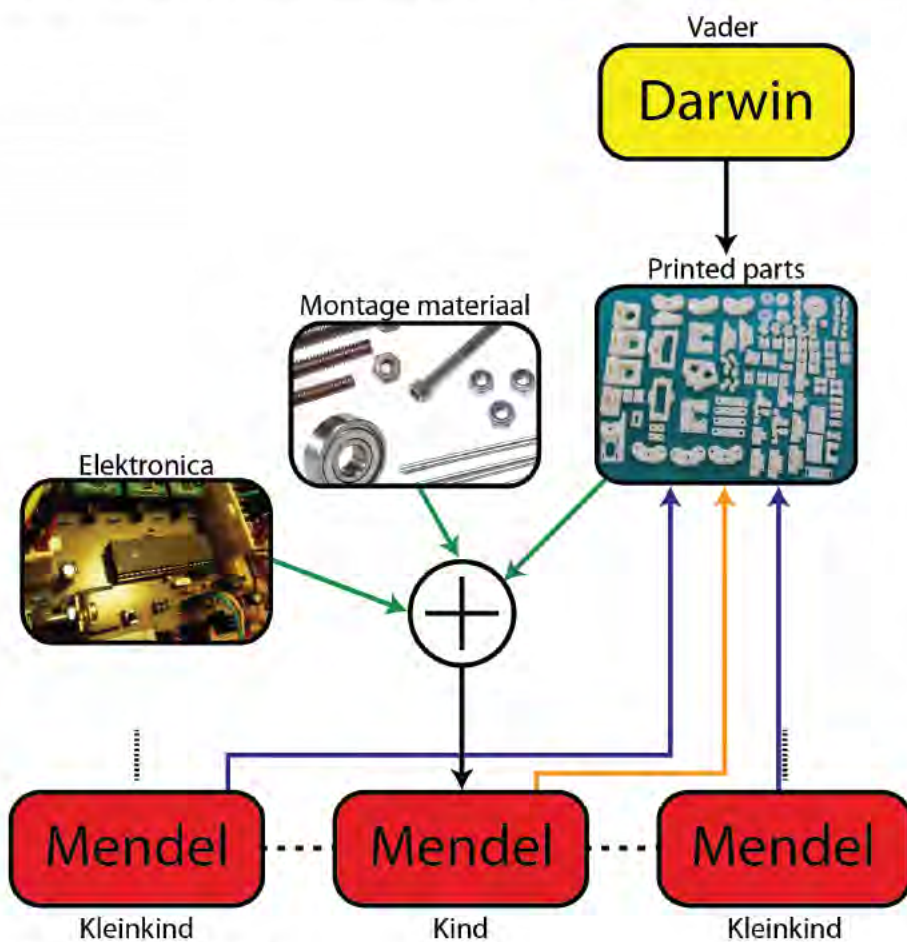 Vader
Darwin
Printed parts
Montage materiaal
Elektronica
Mendel
Mendel
Mendel
Kleinkind
Kind
Kleinkind